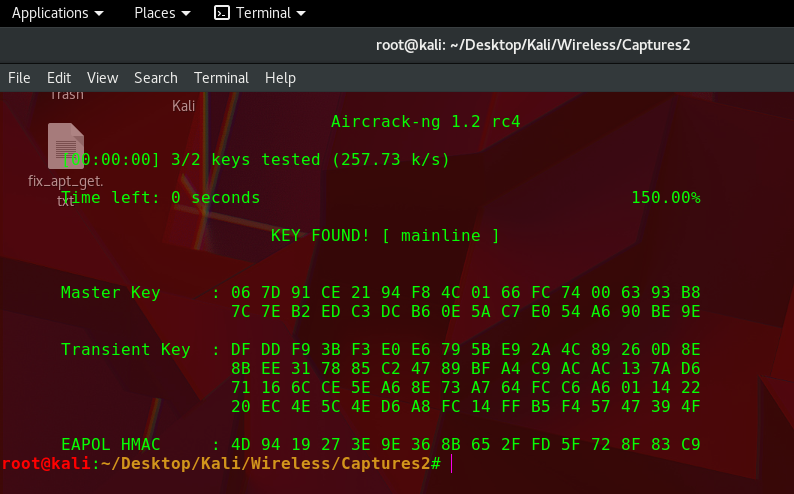 Applications Places Terminal
root@kali: ~/Desktop/Kali/Wireless/Captures2
File Edit View Search Terminal Help
Trash
Kali
Aircrack-ng 1.2 rc4
[00:00:00] 3/2 keys tested (257.73 k/s)
fix_apt_get.
txt
Time left: 0 seconds 150.00%
KEY FOUND! [ mainline ]
Master Key : 06 7D 91 CE 21 94 F8 4C 01 66 FC 74 00 63 93 B8
7C 7E B2 ED C3 DC B6 0E 5A C7 E0 54 A6 90 BE 9E
Transient Key : DF DD F9 3B F3 E0 E6 79 5B E9 2A 4C 89 26 0D 8E
8B EE 31 78 85 C2 47 89 BF A4 C9 AC AC 13 7A D6
71 16 6C CE 5E A6 8E 73 A7 64 FC C6 A6 01 14 22
20 EC 4E 5C 4E D6 A8 FC 14 FF B5 F4 57 47 39 4F
EAPOL HMAC : 4D 94 19 27 3E 9E 36 8B 65 2F FD 5F 72 8F 83 C9
root@kali:~/Desktop/Kali/Wireless/Captures2#